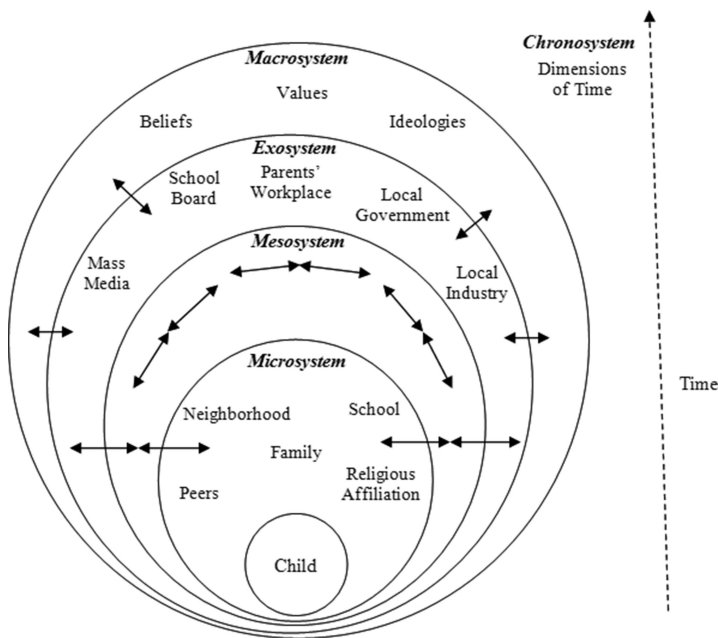 Chronosystem
Dimensions
of Time
Macrosystem
Values
Beliefs
Ideologies
Exosystem
School
Board
Parents'
Workplace
Local
Government
Mass
Media
Mesosystem
Local
Industry
Microsystem
Neighborhood
School
Family
Peers
Religious
Affiliation
Child
Time